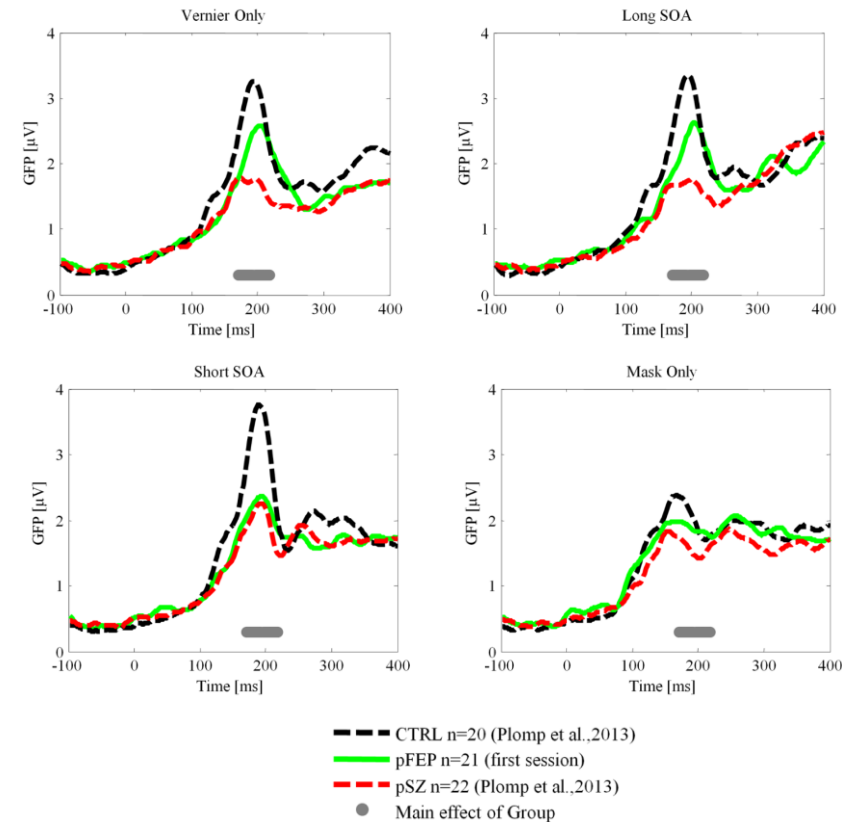 Vernier Only
4
3
2
1
0
GFP [µV]
-100 0 100 200 300 400
Time [ms]
Long SOA
4
3
2
1
0
GFP [µV]
-100 0 100 200 300 400
Time [ms]
Short SOA
4
3
2
1
0
GFP [µV]
-100 0 100 200 300 400
Time [ms]
Mask Only
4
3
2
1
0
GFP [µV]
-100 0 100 200 300 400
Time [ms]
CTRL n=20 (Plomp et al.,2013)
pFEP n=21 (first session)
pSZ n=22 (Plomp et al.,2013)
Main effect of Group